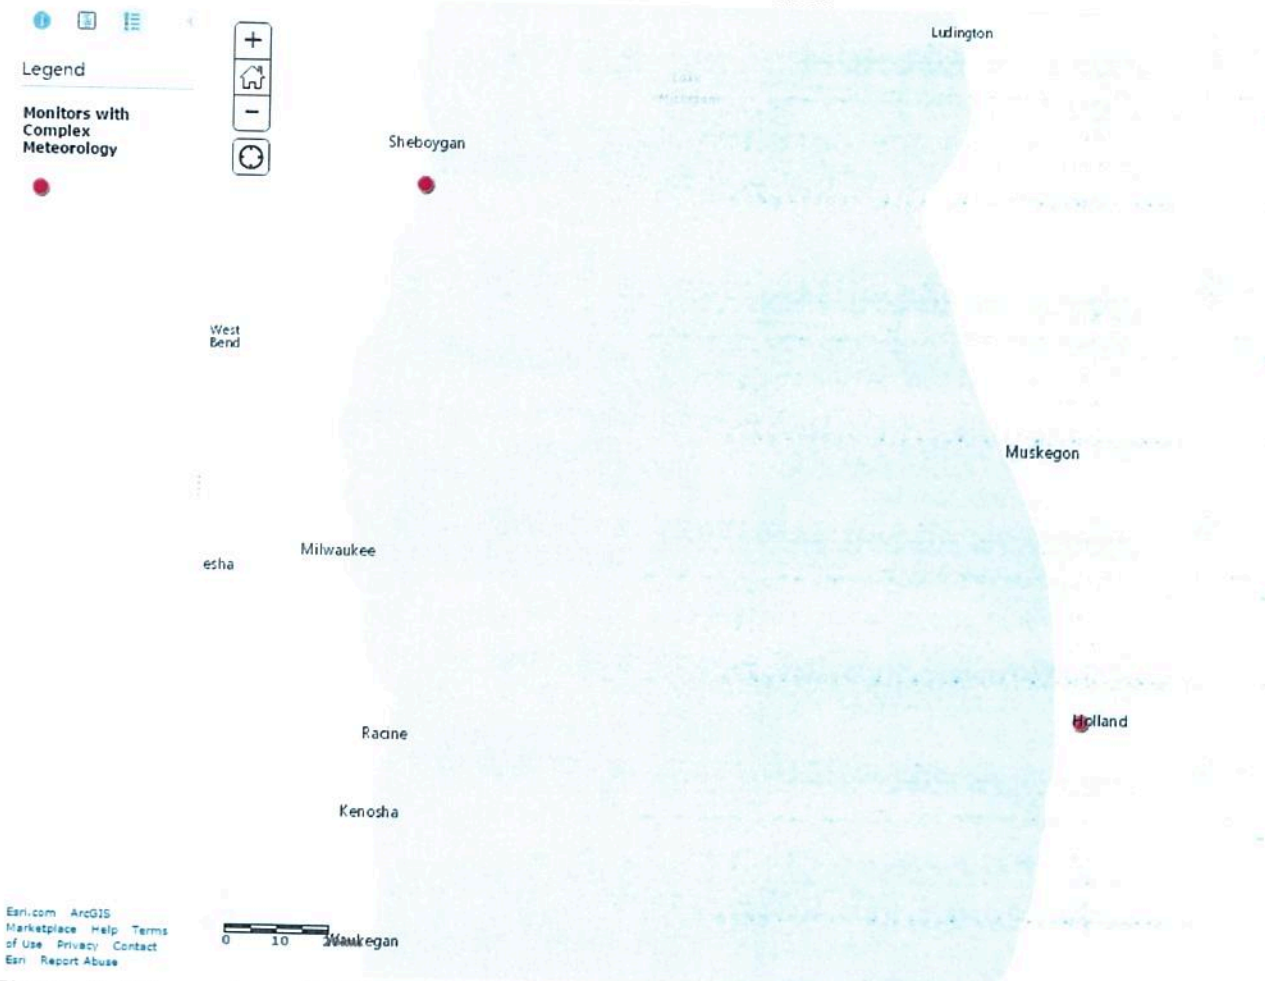 Ludington
Legend
Monitors with
Complex
Meteorology
Sheboygan
West
Bend
Muskegon
Milwaukee
esha
Holland
Racine
Kenosha
Esri.com ArcGIS
Marketplace Help Terms
of Use Privacy Contact
Esri Report Abuse
0 10
Waukegan